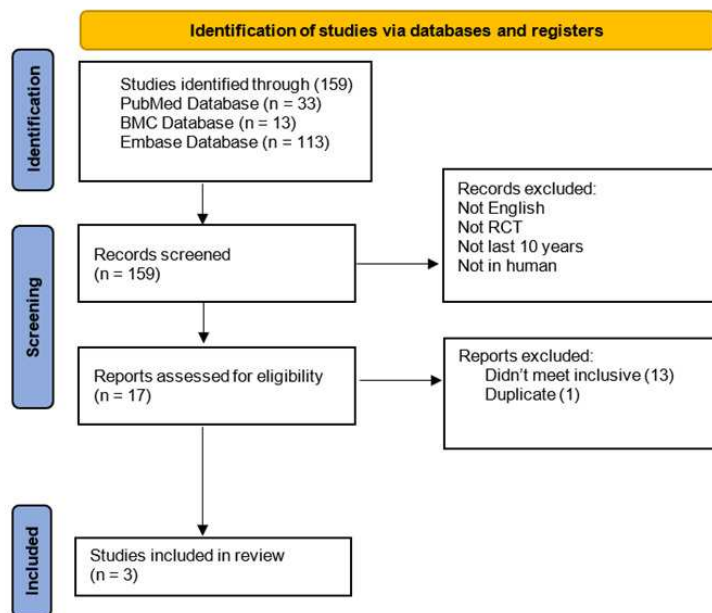 Identification of studies via databases and registers
Identification
Studies identified through (159)
PubMed Database (n = 33)
BMC Database (n = 13)
Embase Database (n = 113)
Screening
Records screened
(n = 159)
Records excluded:
Not English
Not RCT
Not last 10 years
Not in human
Reports assessed for eligibility
(n = 17)
Reports excluded:
Didn't meet inclusive (13)
Duplicate (1)
Included
Studies included in review
(n = 3)